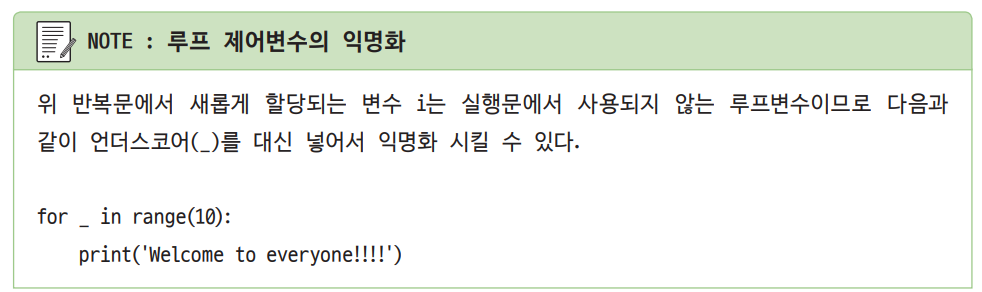 NOTE : 루프 제어변수의 익명화
위 반복문에서 새롭게 할당되는 변수 i는 실행문에서 사용되지 않는 루프변수이므로 다음과
같이 언더스코어(_)를 대신 넣어서 익명화 시킬 수 있다.
for _ in range(10):
    print('Welcome to everyone!!!!')